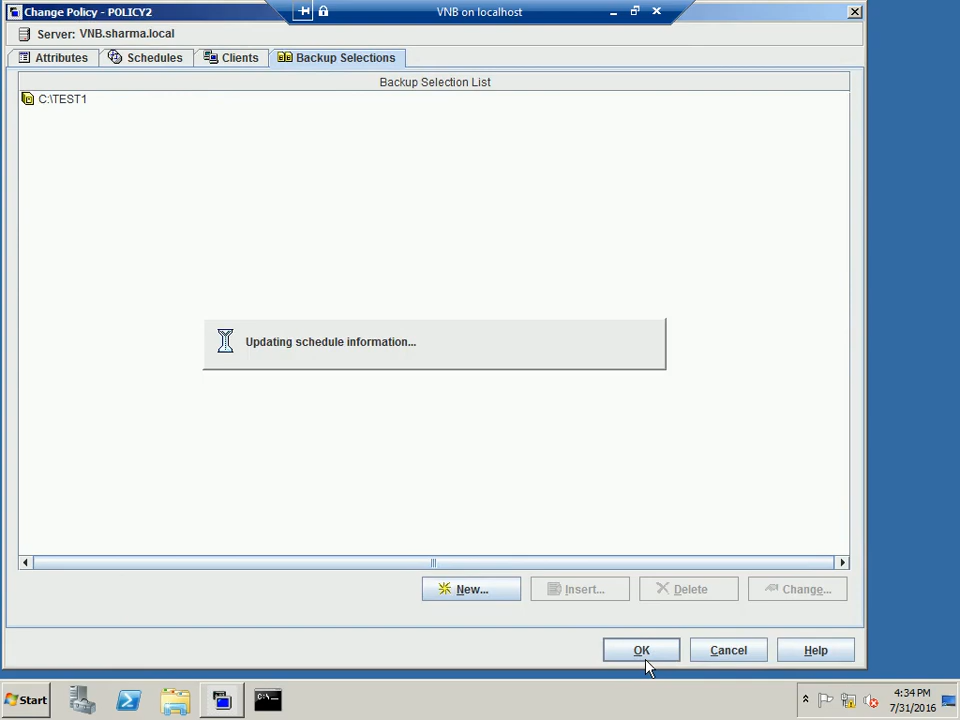 Change Policy - POLICY2
VNB on localhost
Server: VNB.sharma.local
Attributes
Schedules
Clients
Backup Selections
Backup Selection List
C:\TEST1
Updating schedule information...
New...
Insert...
Delete
Change...
OK
Cancel
Help
Start
C:\_
4:34 PM
7/31/2016